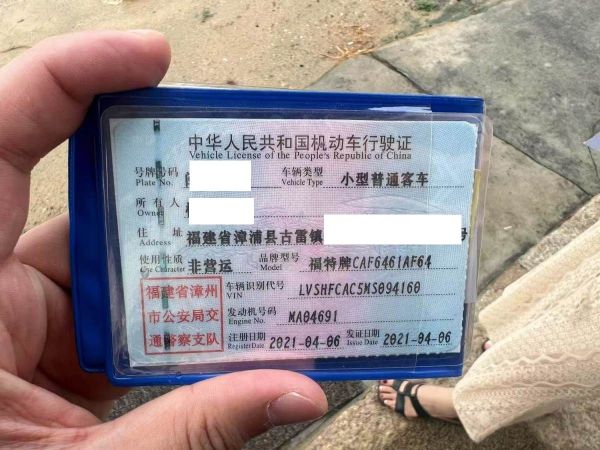 中华人民共和国机动车行驶证
Vehicle License of the People's Republic of China
号牌号码 车辆类型 小型普通客车
Plate No. Vehicle Type
所有人
Owner
住址 福建省漳浦县古雷镇 号
Address
使用性质 非营运 品牌型号 福特牌CAF6461AF64
Use Character Model
福建省漳州 车辆识别代号 LVSHFCAC5MS094160
VIN
市公安局交 发动机号码 MA04691
Engine No.
通警察支队 注册日期 2021-04-06 发证日期 2021-04-06
Register Date Issue Date